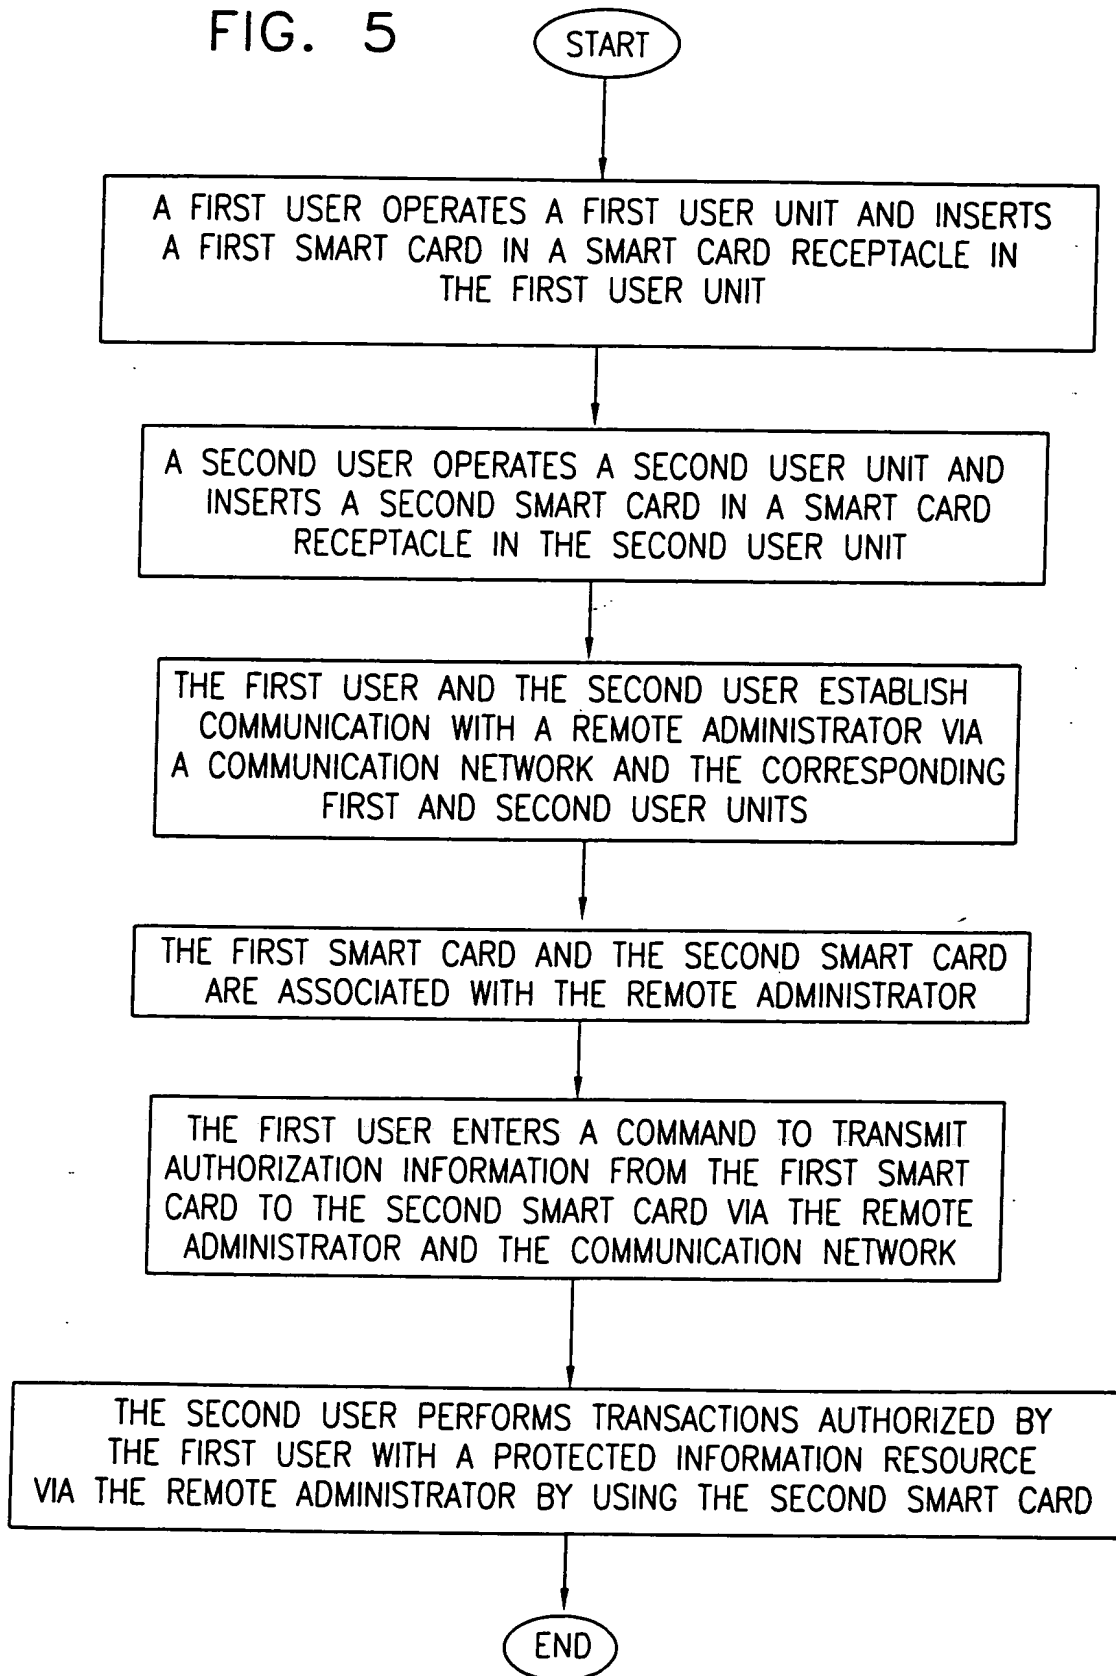 FIG. 5
START
A FIRST USER OPERATES A FIRST USER UNIT AND INSERTS
A FIRST SMART CARD IN A SMART CARD RECEPTACLE IN
THE FIRST USER UNIT
A SECOND USER OPERATES A SECOND USER UNIT AND
INSERTS A SECOND SMART CARD IN A SMART CARD
RECEPTACLE IN THE SECOND USER UNIT
THE FIRST USER AND THE SECOND USER ESTABLISH
COMMUNICATION WITH A REMOTE ADMINISTRATOR VIA
A COMMUNICATION NETWORK AND THE CORRESPONDING
FIRST AND SECOND USER UNITS
THE FIRST SMART CARD AND THE SECOND SMART CARD
ARE ASSOCIATED WITH THE REMOTE ADMINISTRATOR
THE FIRST USER ENTERS A COMMAND TO TRANSMIT
AUTHORIZATION INFORMATION FROM THE FIRST SMART
CARD TO THE SECOND SMART CARD VIA THE REMOTE
ADMINISTRATOR AND THE COMMUNICATION NETWORK
THE SECOND USER PERFORMS TRANSACTIONS AUTHORIZED BY
THE FIRST USER WITH A PROTECTED INFORMATION RESOURCE
VIA THE REMOTE ADMINISTRATOR BY USING THE SECOND SMART CARD
END